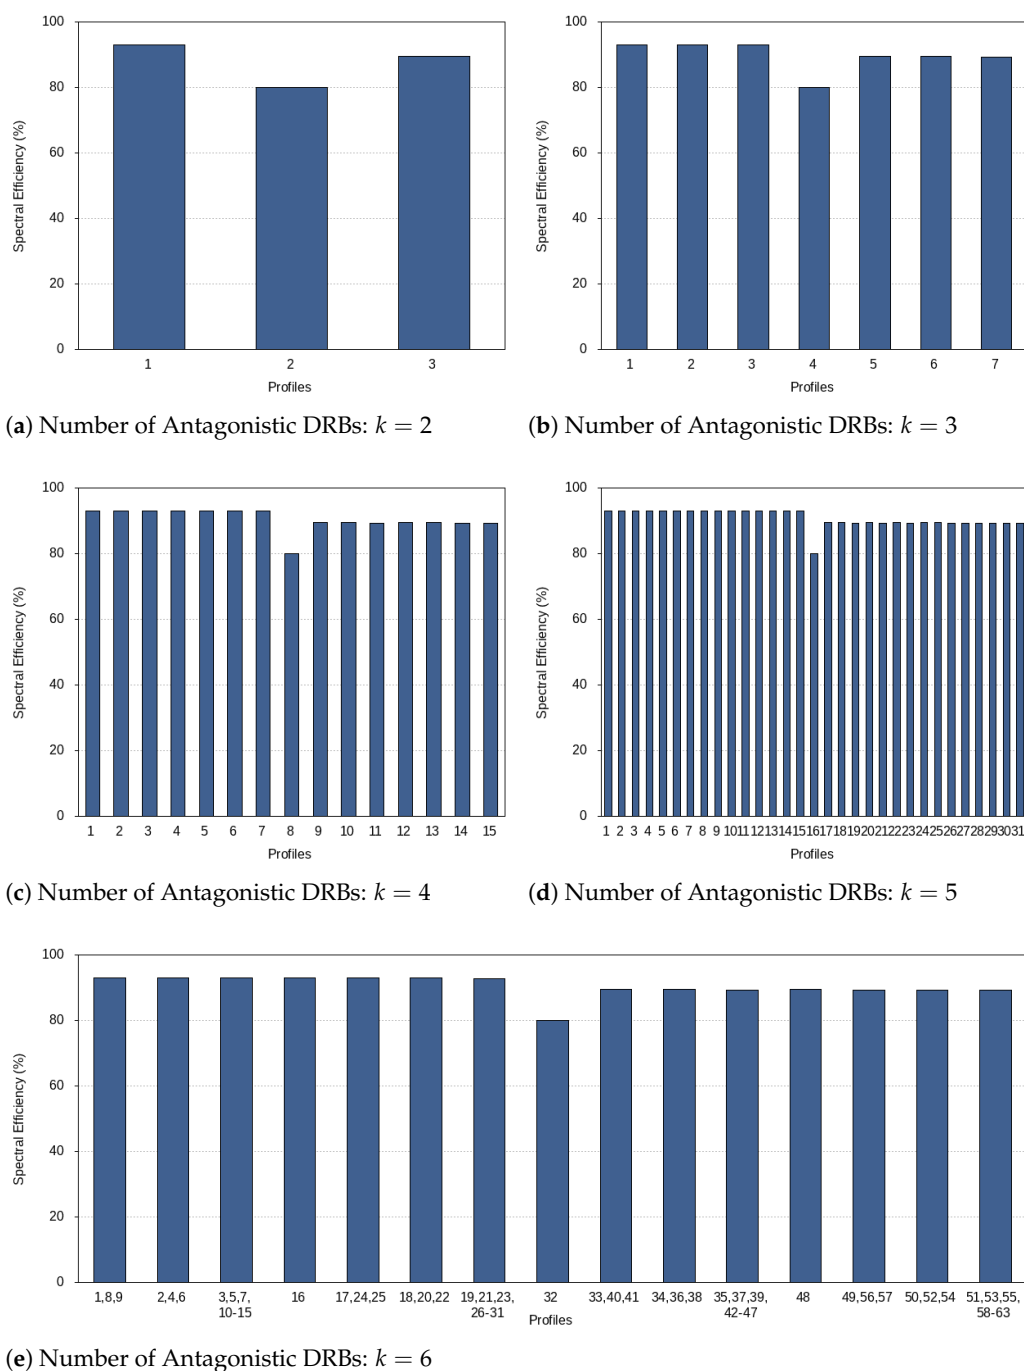 100
80
60
40
20
0
Spectral Efficiency (%)
1 2 3
Profiles
(a) Number of Antagonistic DRBs: k = 2
100
80
60
40
20
0
Spectral Efficiency (%)
1 2 3 4 5 6 7
Profiles
(b) Number of Antagonistic DRBs: k = 3
100
80
60
40
20
0
Spectral Efficiency (%)
1 2 3 4 5 6 7 8 9 10 11 12 13 14 15
Profiles
(c) Number of Antagonistic DRBs: k = 4
100
80
60
40
20
0
Spectral Efficiency (%)
1 2 3 4 5 6 7 8 9 10 11 12 13 14 15 16 17 18 19 20 21 22 23 24 25 26 27 28 29 30 31
Profiles
(d) Number of Antagonistic DRBs: k = 5
100
80
60
40
20
0
Spectral Efficiency (%)
1,8,9 2,4,6 3,5,7, 16 17,24,25 18,20,22 19,21,23, 32 33,40,41 34,36,38 35,37,39, 48 49,56,57 50,52,54 51,53,55,
10-15 26-31 42-47 58-63
Profiles
(e) Number of Antagonistic DRBs: k = 6